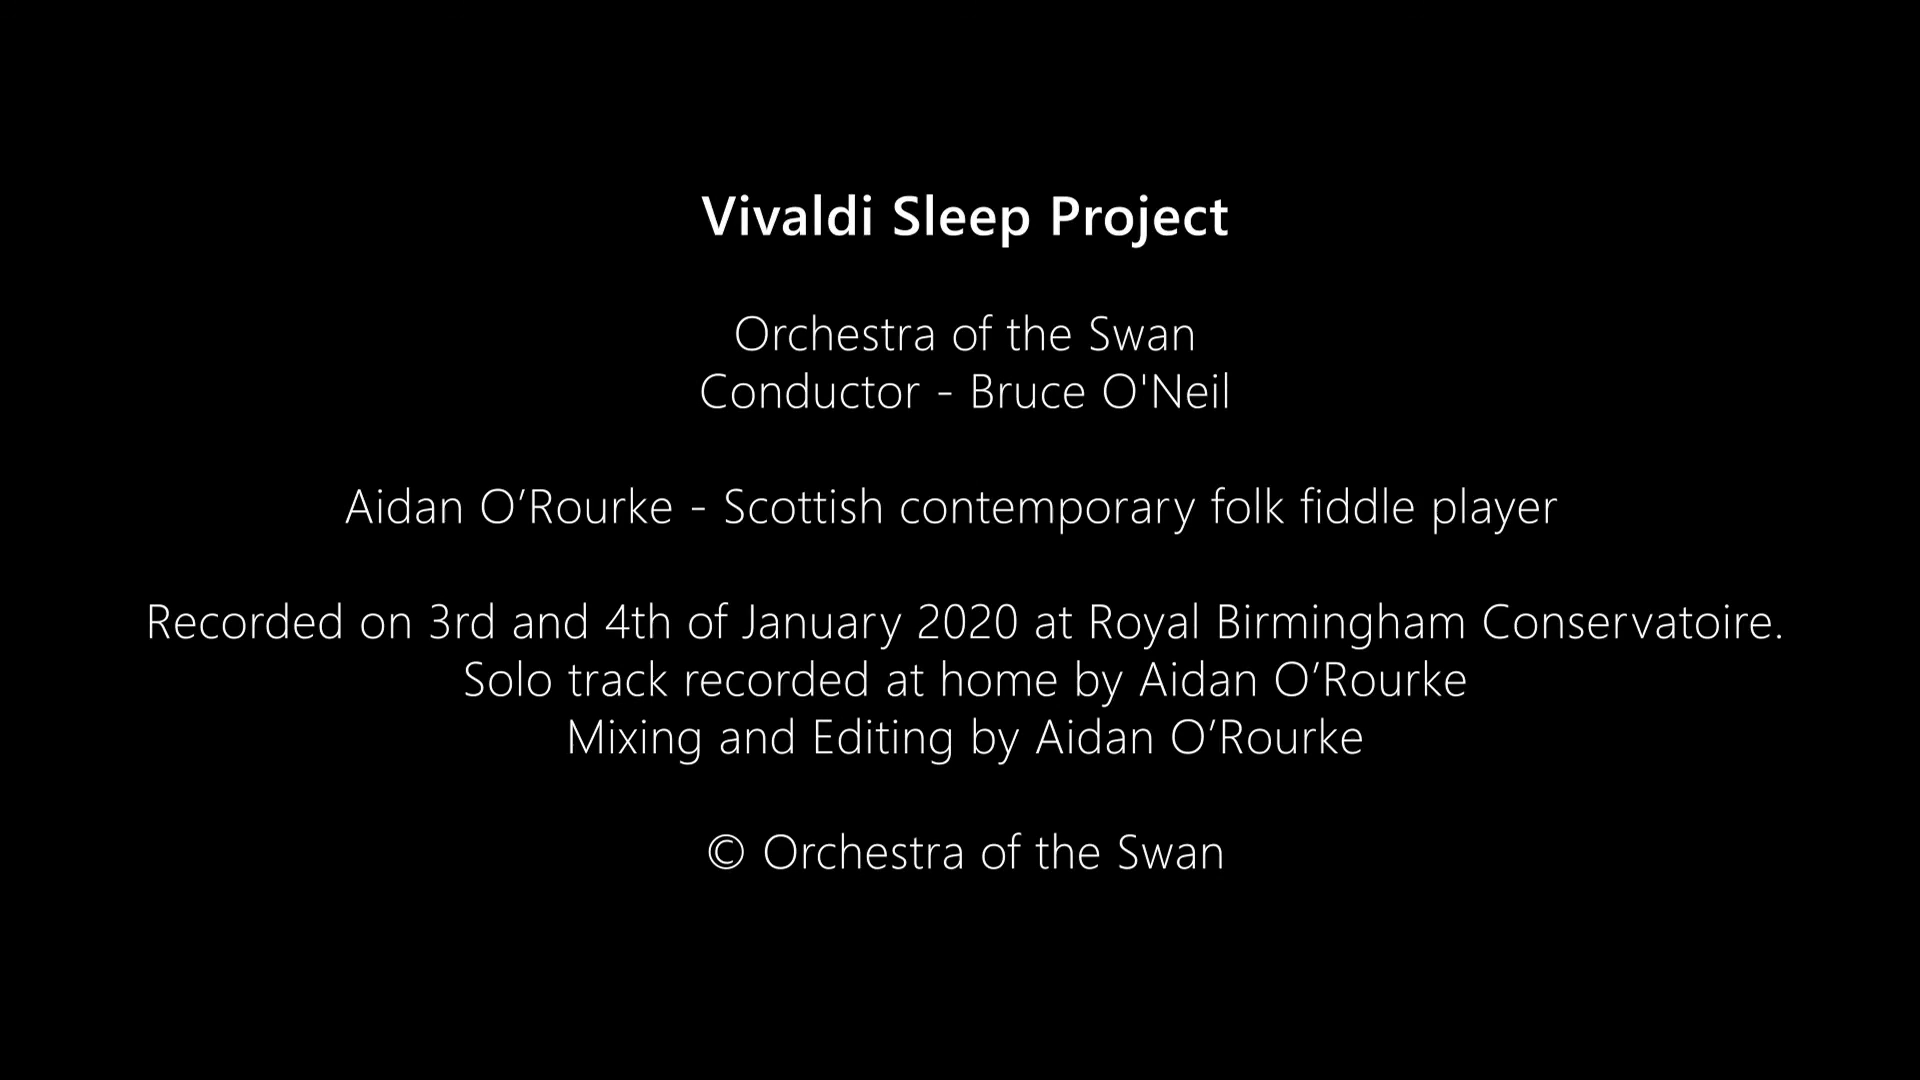 Vivaldi Sleep Project
Orchestra of the Swan
Conductor - Bruce O'Neil
Aidan O’Rourke - Scottish contemporary folk fiddle player
Recorded on 3rd and 4th of January 2020 at Royal Birmingham Conservatoire.
Solo track recorded at home by Aidan O’Rourke
Mixing and Editing by Aidan O’Rourke
© Orchestra of the Swan